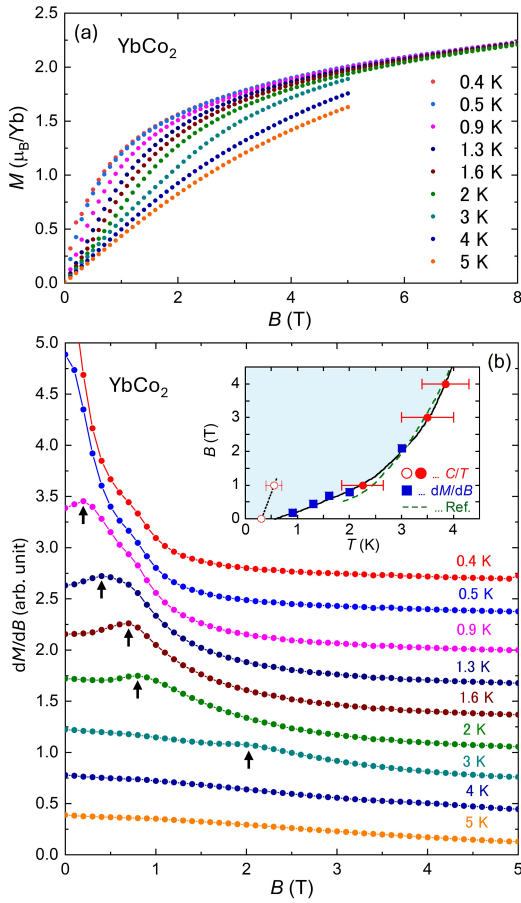 (a)
YbCo₂
M (μB/Yb)
2.5
2.0
1.5
1.0
0.5
0.0
0.4 K
0.5 K
0.9 K
1.3 K
1.6 K
2 K
3 K
4 K
5 K
0 2 4 6 8
B (T)
(b)
YbCo₂
dM/dB (arb. unit)
5.0
4.5
4.0
3.5
3.0
2.5
2.0
1.5
1.0
0.5
0.0
B (T)
4
3
2
1
0
... C/T
... dM/dB
... Ref.
0 1 2 3 4
T (K)
0.4 K
0.5 K
0.9 K
1.3 K
1.6 K
2 K
3 K
4 K
5 K
0 1 2 3 4 5
B (T)